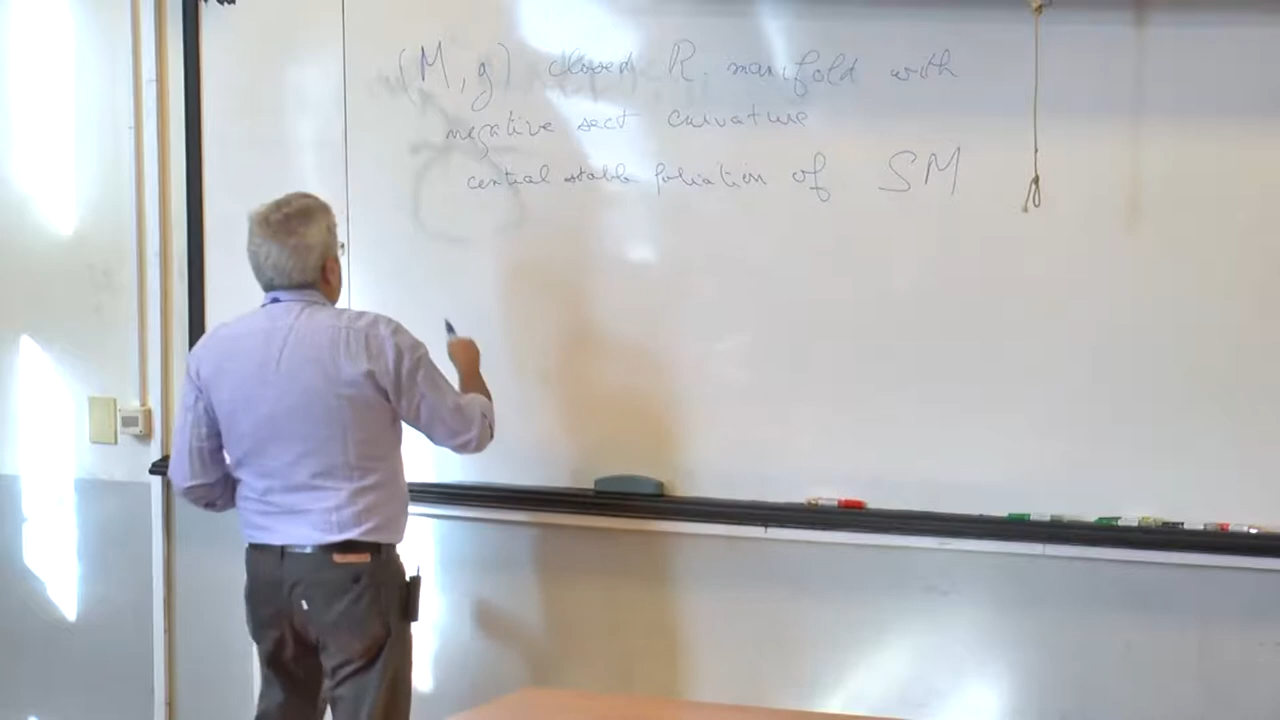 (M, g) closed R. manifold with
negative sect curvature
central stable foliation of SM